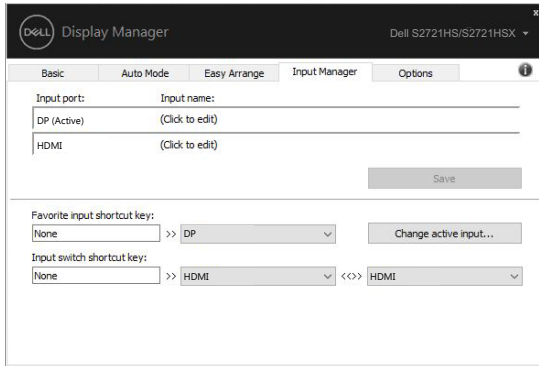 x
DELL Display Manager Dell S2721HS/S2721HSX
Basic Auto Mode Easy Arrange Input Manager Options i
Input port: Input name:
DP (Active) (Click to edit)
HDMI (Click to edit)
Save
Favorite input shortcut key:
None >> DP Change active input...
Input switch shortcut key:
None >> HDMI <<>> HDMI